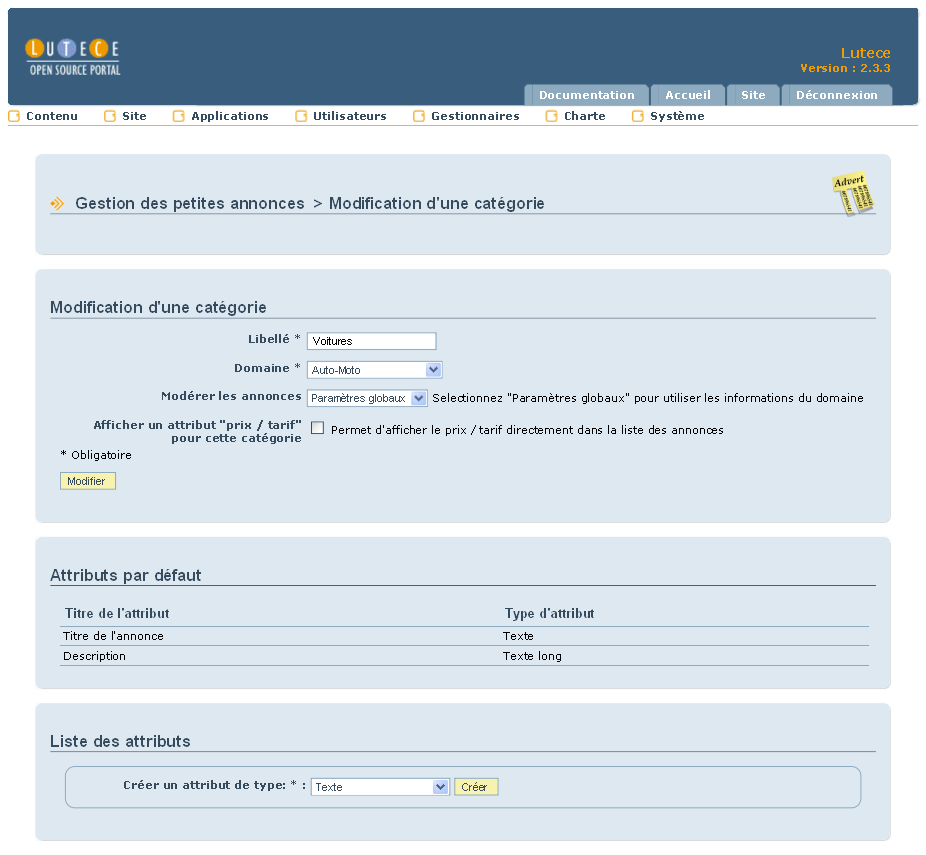 LUTECE
OPEN SOURCE PORTAL
Lutece
Version : 2.3.3
Documentation Accueil Site Déconnexion
Contenu Site Applications Utilisateurs Gestionnaires Charte Système
Advert
Gestion des petites annonces > Modification d'une catégorie
Modification d'une catégorie
Libellé * Voitures
Domaine * Auto-Moto
Modérer les annonces Paramètres globaux Selectionnez "Paramètres globaux" pour utiliser les informations du domaine
Afficher un attribut "prix / tarif"
pour cette catégorie Permet d'afficher le prix / tarif directement dans la liste des annonces
* Obligatoire
Modifier
Attributs par défaut
Titre de l'attribut Type d'attribut
Titre de l'annonce Texte
Description Texte long
Liste des attributs
Créer un attribut de type: * : Texte Créer